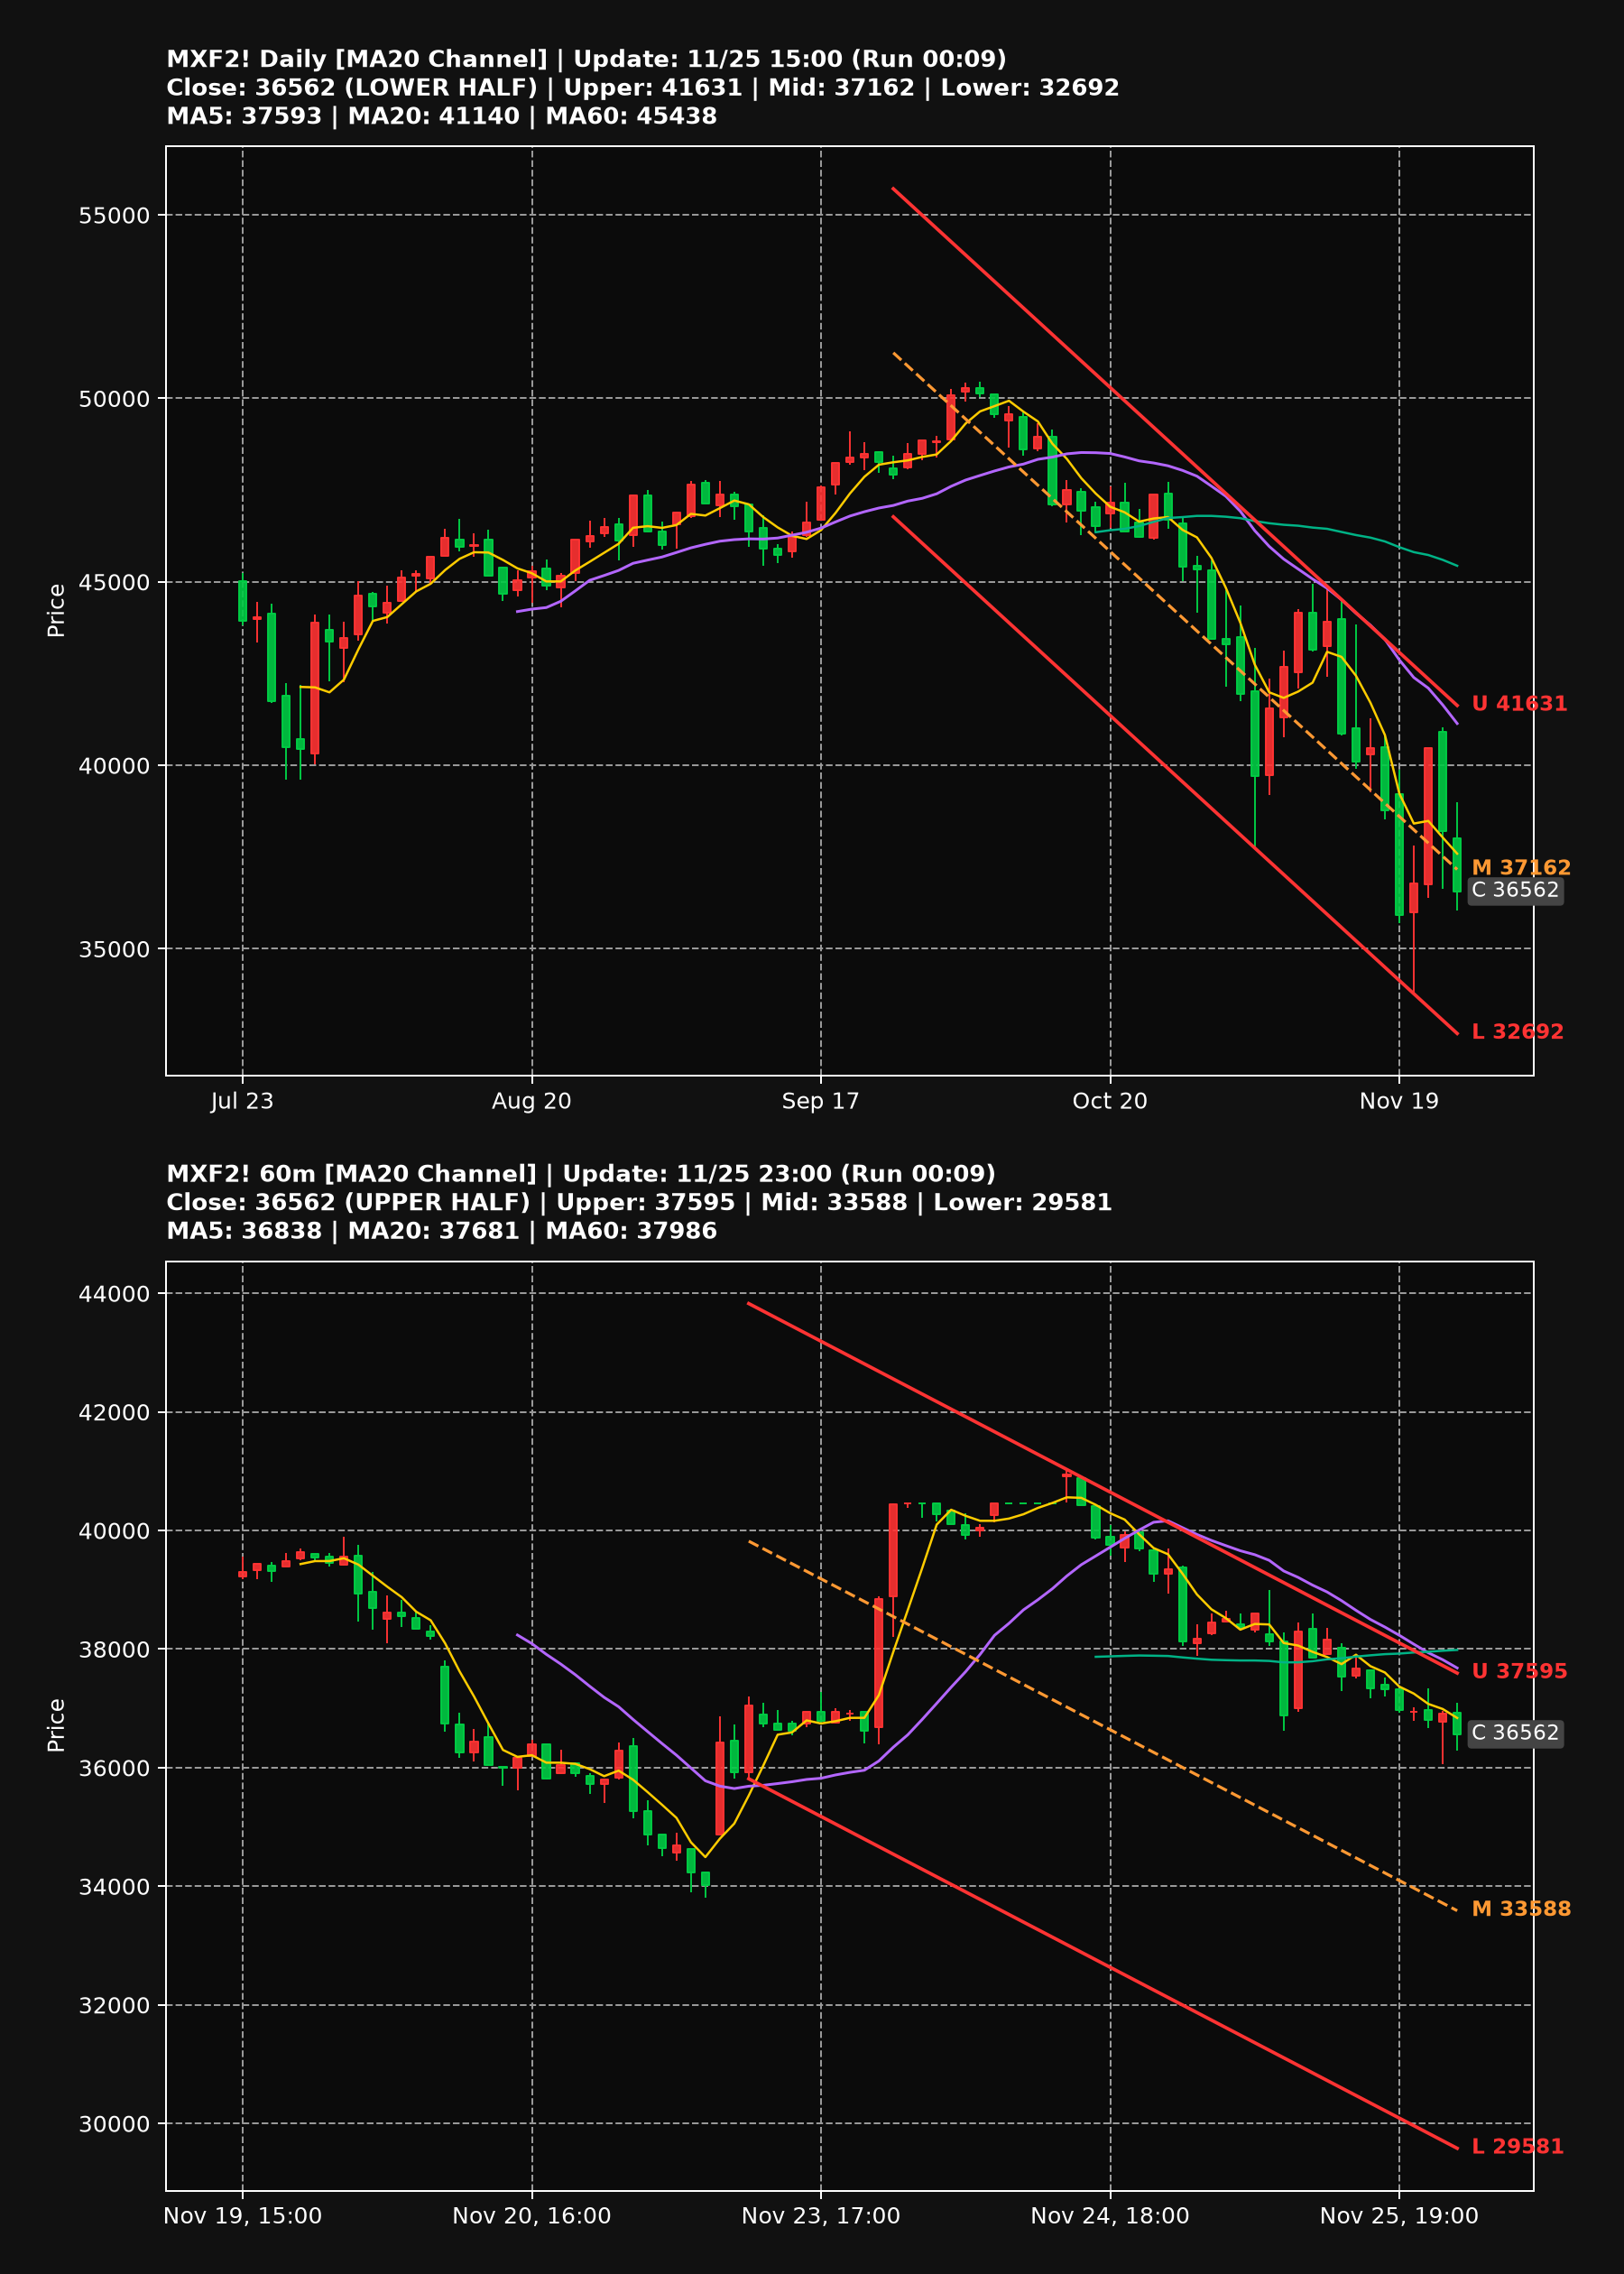 MXF2! Daily [MA20 Channel] | Update: 11/25 15:00 (Run 00:09)
Close: 36562 (LOWER HALF) | Upper: 41631 | Mid: 37162 | Lower: 32692
MA5: 37593 | MA20: 41140 | MA60: 45438
55000
50000
45000
40000
35000
Price
U 41631
M 37162
C 36562
L 32692
Jul 23
Aug 20
Sep 17
Oct 20
Nov 19
MXF2! 60m [MA20 Channel] | Update: 11/25 23:00 (Run 00:09)
Close: 36562 (UPPER HALF) | Upper: 37595 | Mid: 33588 | Lower: 29581
MA5: 36838 | MA20: 37681 | MA60: 37986
44000
42000
40000
38000
36000
34000
32000
30000
Price
U 37595
C 36562
M 33588
L 29581
Nov 19, 15:00
Nov 20, 16:00
Nov 23, 17:00
Nov 24, 18:00
Nov 25, 19:00